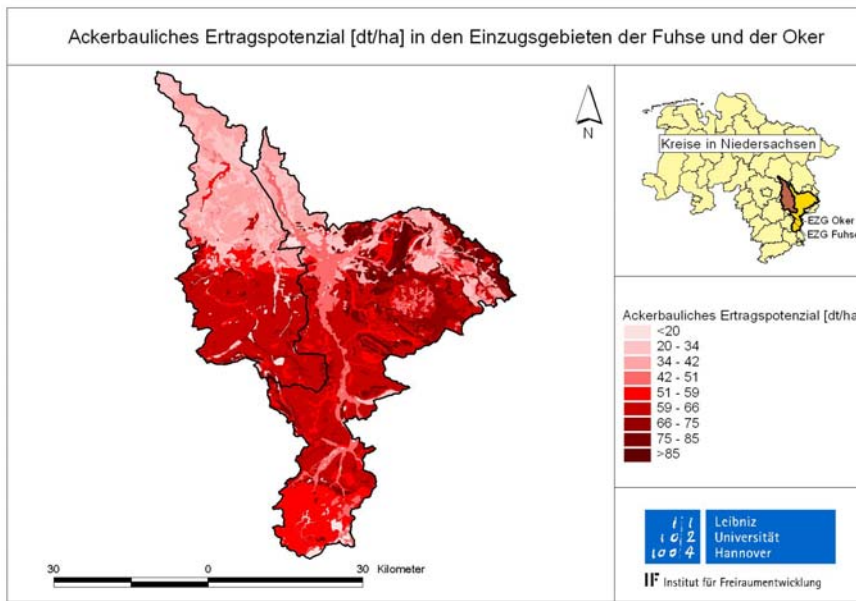 Ackerbauliches Ertragspotenzial [dt/ha] in den Einzugsgebieten der Fuhse und der Oker
N
Kreise in Niedersachsen
EZG Oker
EZG Fuhse
Ackerbauliches Ertragspotenzial [dt/ha
<20
20 - 34
34 - 42
42 - 51
51 - 59
59 - 66
66 - 75
75 - 85
>85
30 0 30 Kilometer
Leibniz
Universität
Hannover
IF Institut für Freiraumentwicklung